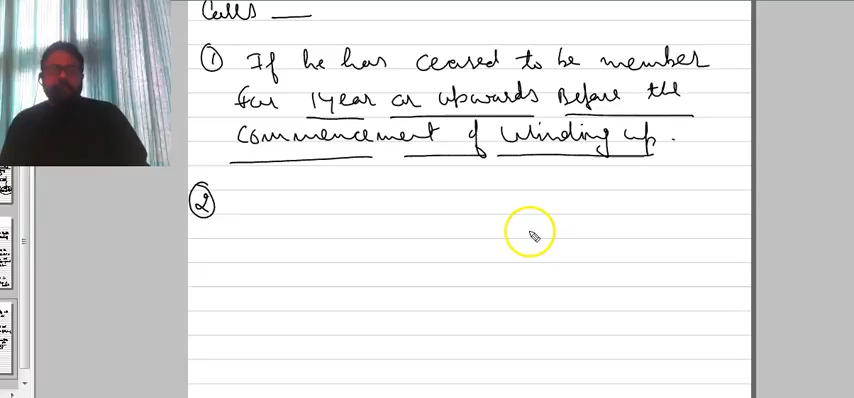 Calls
① If he has ceased to be member
for 1 year or upwards Before the
Commencement of Winding up.
②